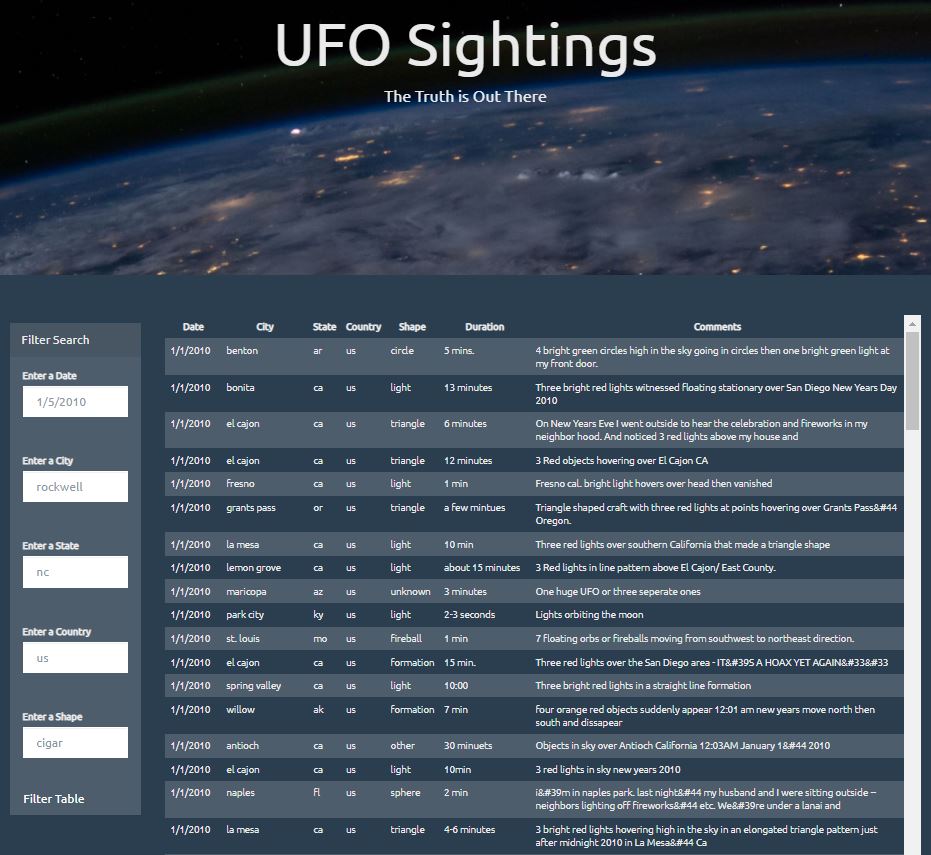 UFO Sightings
The Truth is Out There
Filter Search
Enter a Date
1/5/2010
Enter a City
rockwell
Enter a State
nc
Enter a Country
us
Enter a Shape
cigar
Filter Table
Date City State Country Shape Duration Comments
1/1/2010 benton ar us circle 5 mins. 4 bright green circles high in the sky going in circles then one bright green light at
my front door.
1/1/2010 bonita ca us light 13 minutes Three bright red lights witnessed floating stationary over San Diego New Years Day
2010
1/1/2010 el cajon ca us triangle 6 minutes On New Years Eve I went outside to hear the celebration and fireworks in my
neighbor hood. And noticed 3 red lights above my house and
1/1/2010 el cajon ca us triangle 12 minutes 3 Red objects hovering over El Cajon CA
1/1/2010 fresno ca us light 1 min Fresno cal. bright light hovers over head then vanished
1/1/2010 grants pass or us triangle a few mintues Triangle shaped craft with three red lights at points hovering over Grants Pass&#44
Oregon.
1/1/2010 la mesa ca us light 10 min Three red lights over southern California that made a triangle shape
1/1/2010 lemon grove ca us light about 15 minutes 3 Red lights in line pattern above El Cajon/ East County.
1/1/2010 maricopa az us unknown 3 minutes One huge UFO or three seperate ones
1/1/2010 park city ky us light 2-3 seconds Lights orbiting the moon
1/1/2010 st. louis mo us fireball 1 min 7 floating orbs or fireballs moving from southwest to northeast direction.
1/1/2010 el cajon ca us formation 15 min. Three red lights over the San Diego area - IT&#39S A HOAX YET AGAIN&#33&#33
1/1/2010 spring valley ca us light 10:00 Three bright red lights in a straight line formation
1/1/2010 willow ak us formation 7 min four orange red objects suddenly appear 12:01 am new years move north then
south and dissapear
1/1/2010 antioch ca us other 30 minuets Objects in sky over Antioch California 12:03AM January 1&#44 2010
1/1/2010 el cajon ca us light 10min 3 red lights in sky new years 2010
1/1/2010 naples fl us sphere 2 min i&#39m in naples park. last night&#44 my husband and I were sitting outside --
neighbors lighting off fireworks&#44 etc. We&#39re under a lanai and
1/1/2010 la mesa ca us triangle 4-6 minutes 3 bright red lights hovering high in the sky in an elongated triangle pattern just
after midnight 2010 in La Mesa&#44 Ca